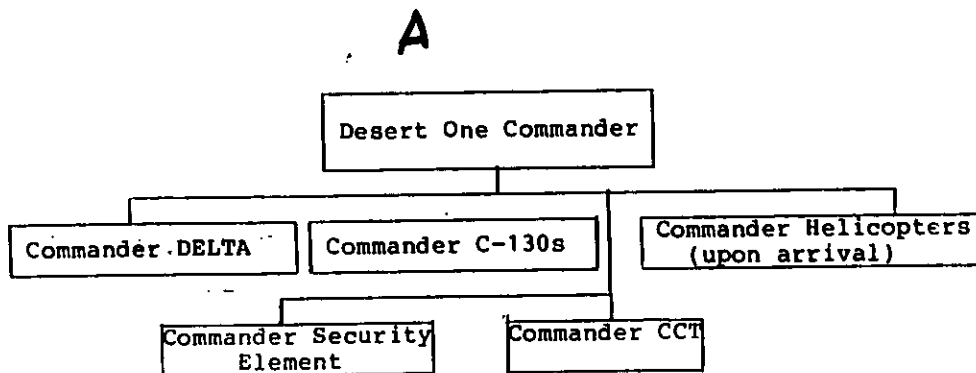 A
Desert One Commander
Commander DELTA
Commander C-130s
Commander Helicopters
(upon arrival)
Commander Security
Element
Commander CCT